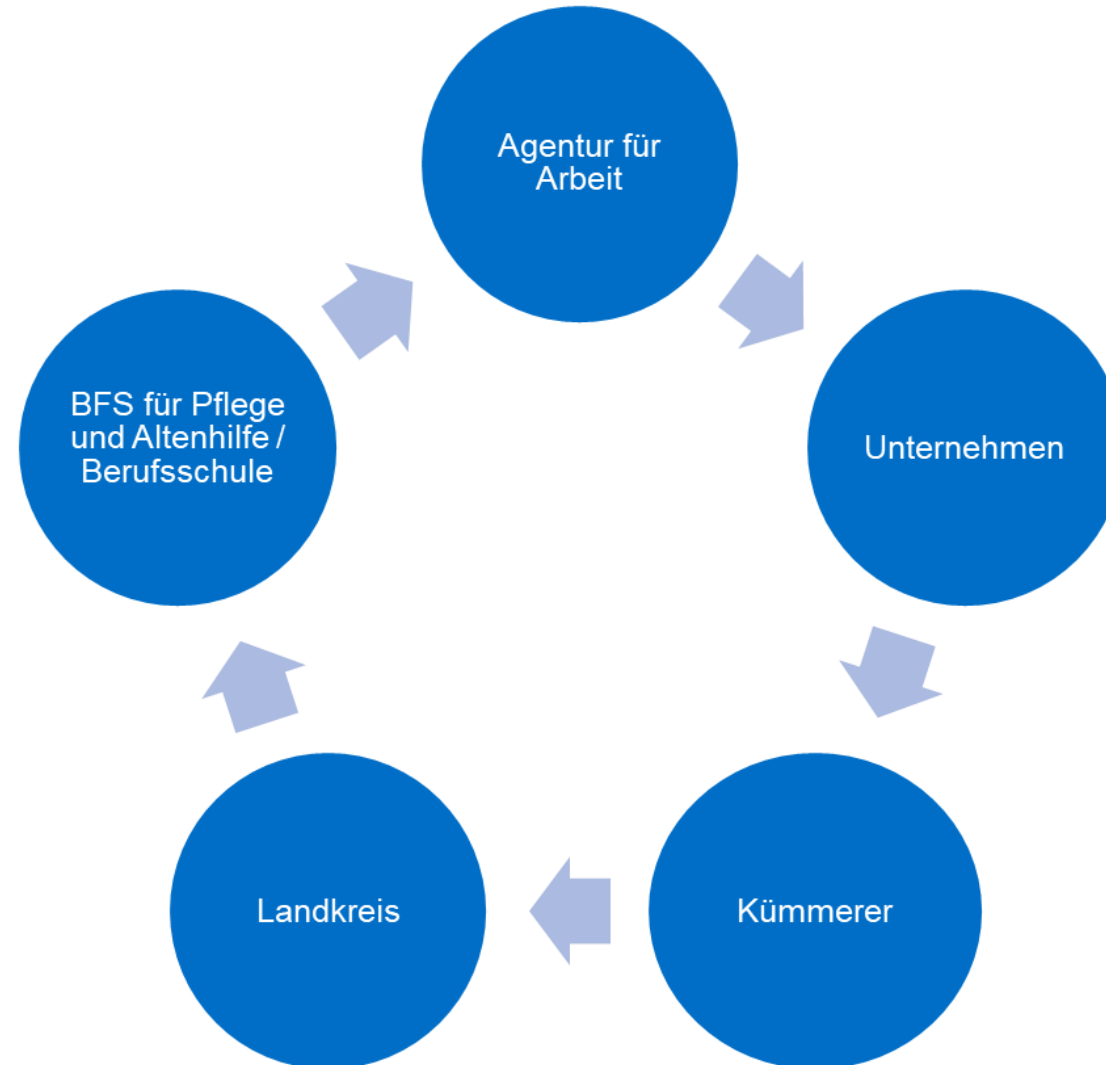 Agentur für
Arbeit
Unternehmen
Kümmerer
Landkreis
BFS für Pflege
und Altenhilfe /
Berufsschule